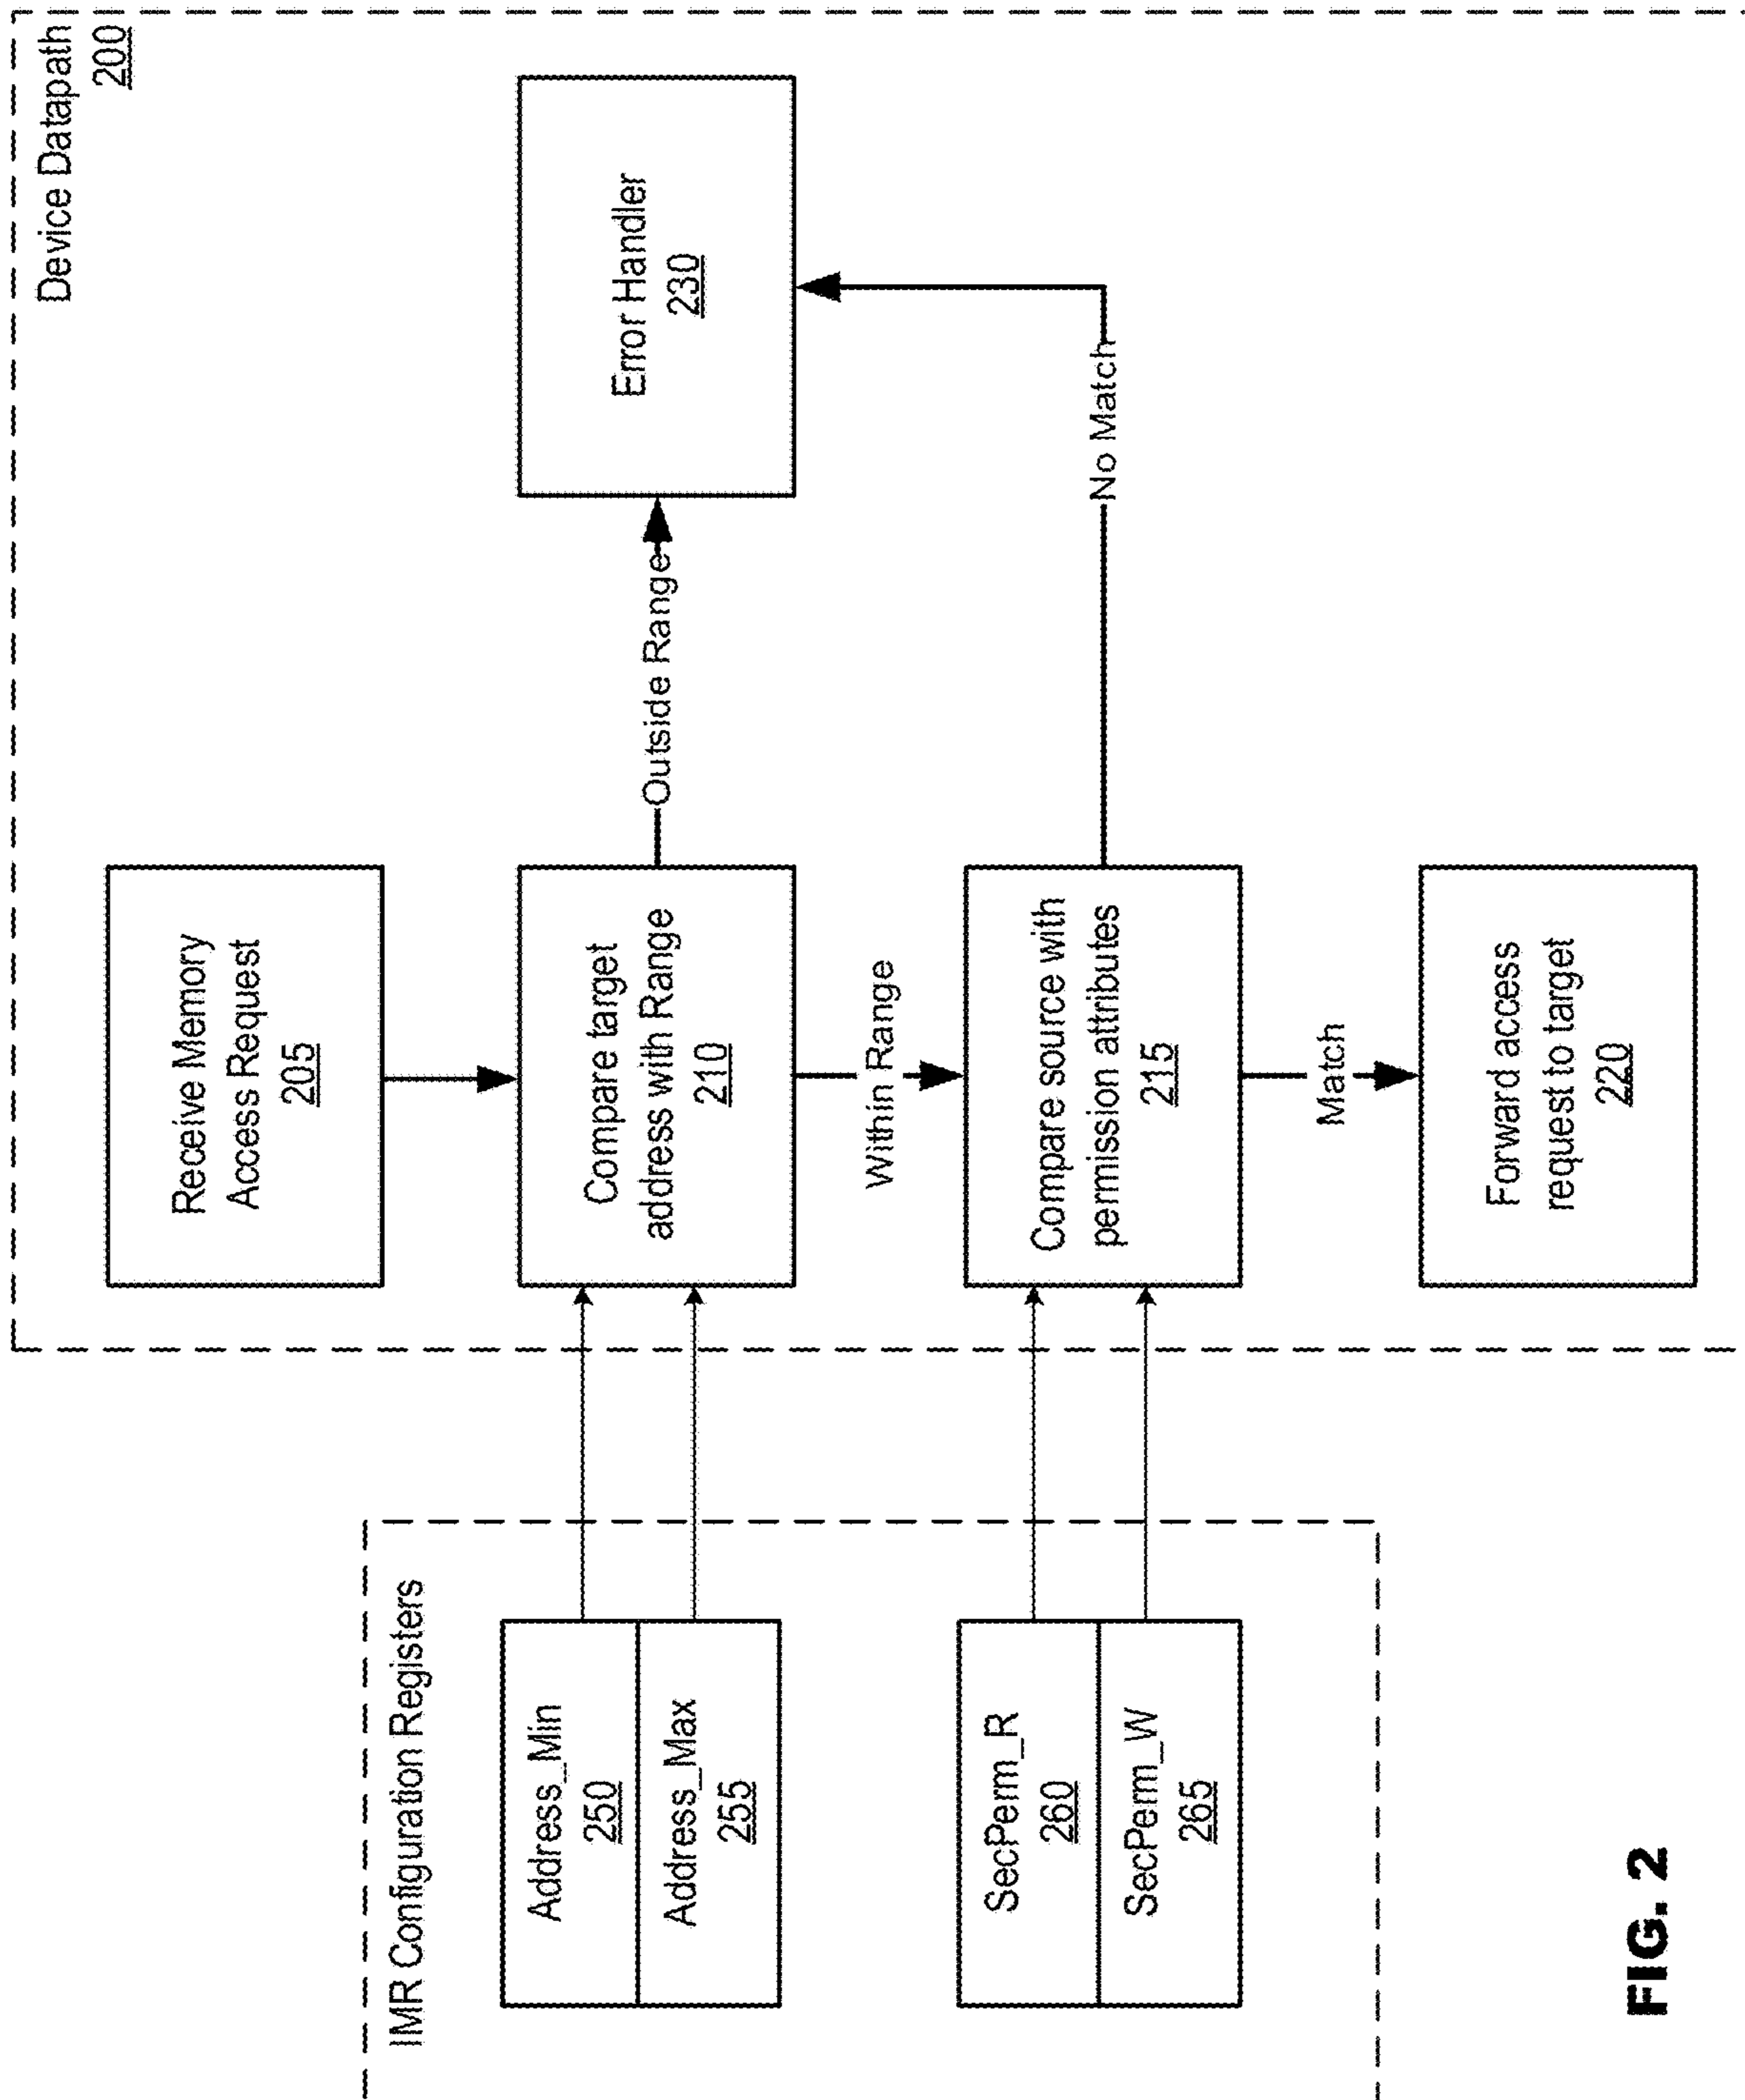 Device Datapath
200
IMR Configuration Registers
Receive Memory
Access Request
205
Address_Min
250
Address_Max
255
Compare target
address with Range
210
Outside Range
Error Handler
230
Within Range
SecPerm_R
260
SecPerm_W
265
Compare source with
permission attributes
215
No Match
Match
Forward access
request to target
220
FIG. 2